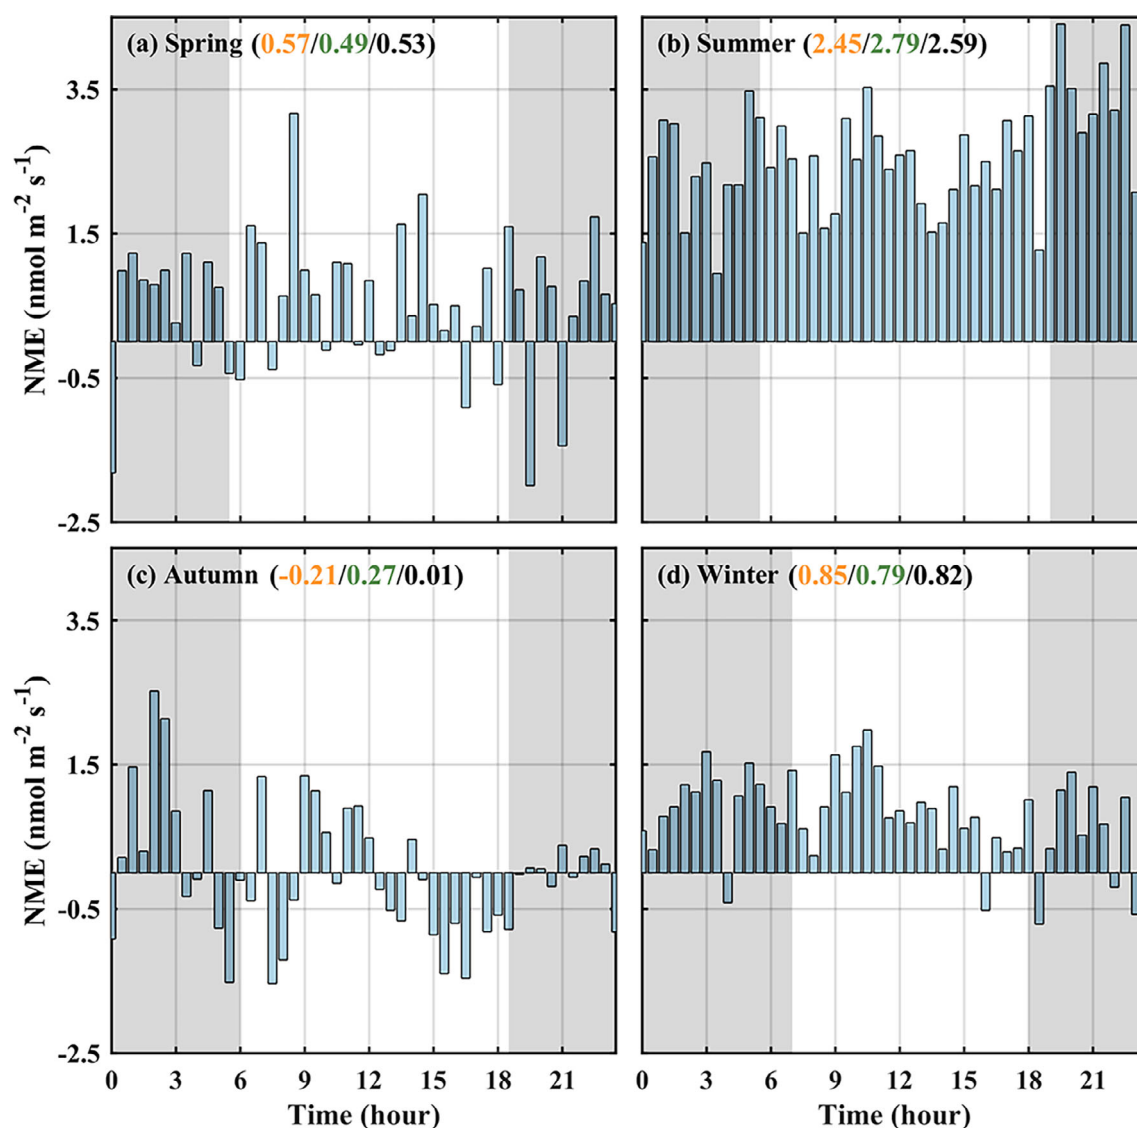 (a) Spring (0.57/0.49/0.53)
3.5
1.5
-0.5
-2.5
NME (nmol m⁻² s⁻¹)
(b) Summer (2.45/2.79/2.59)
(c) Autumn (-0.21/0.27/0.01)
3.5
1.5
-0.5
-2.5
NME (nmol m⁻² s⁻¹)
0 3 6 9 12 15 18 21
Time (hour)
(d) Winter (0.85/0.79/0.82)
0 3 6 9 12 15 18 21
Time (hour)